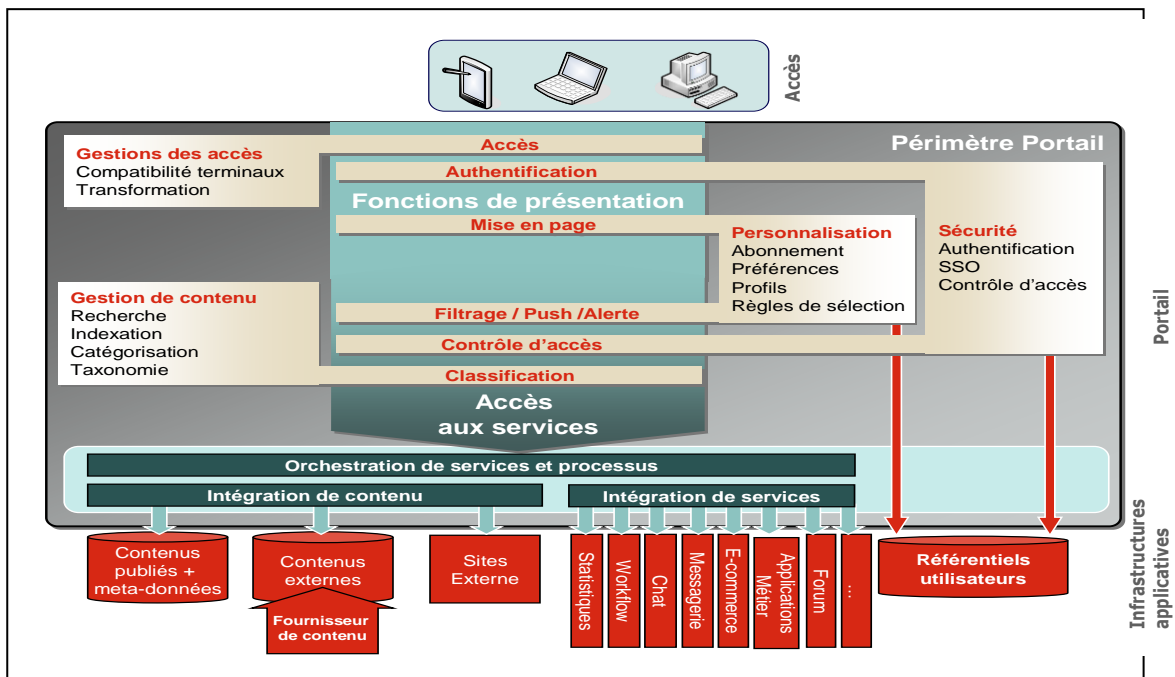 Accès
Périmètre Portail
Gestions des accès
Compatibilité terminaux
Transformation
Accès
Authentification
Fonctions de présentation
Mise en page
Personnalisation
Abonnement
Préférences
Profils
Règles de sélection
Sécurité
Authentification
SSO
Contrôle d'accès
Gestion de contenu
Recherche
Indexation
Catégorisation
Taxonomie
Filtrage / Push /Alerte
Contrôle d'accès
Classification
Accès
aux services
Portail
Orchestration de services et processus
Intégration de contenu
Intégration de services
Contenus
publiés +
meta-données
Contenus
externes
Fournisseur
de contenu
Sites
Externe
Statistiques
Workflow
Chat
Messagerie
E-commerce
Applications
Métier
Forum
...
Référentiels
utilisateurs
Infrastructures
applicatives